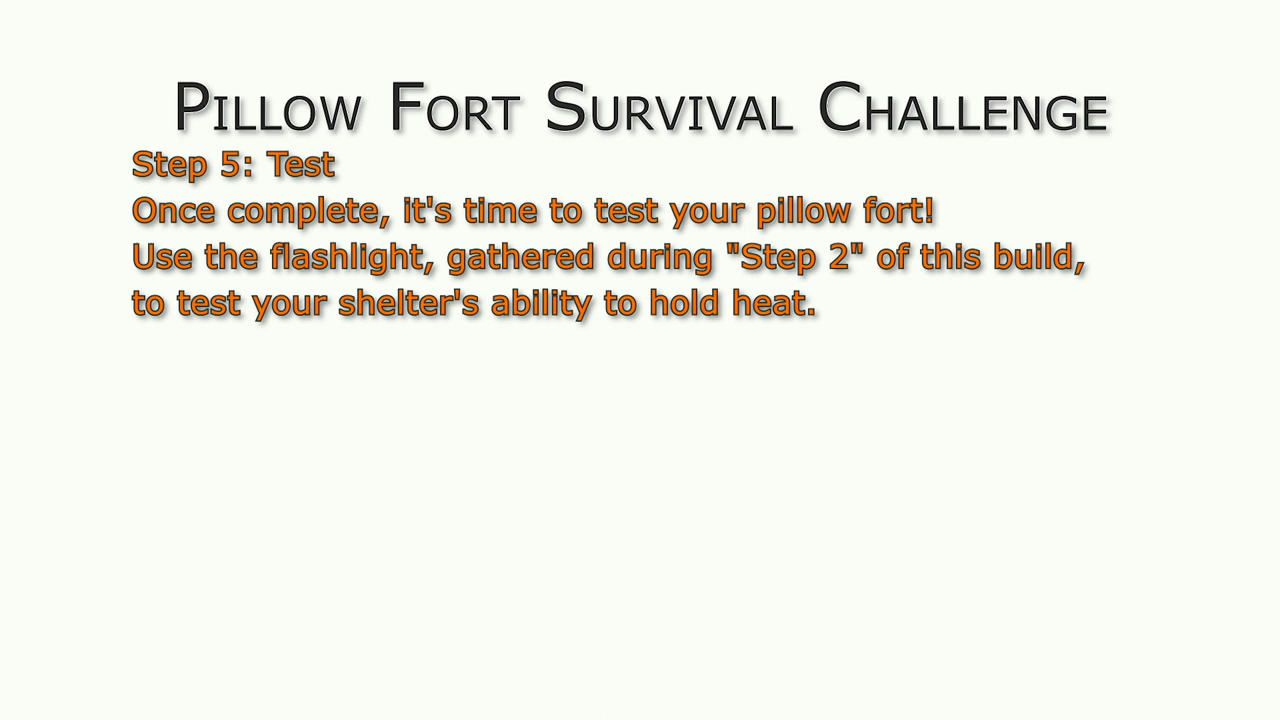 Pillow Fort Survival Challenge
Step 5: Test
Once complete, it's time to test your pillow fort!
Use the flashlight, gathered during "Step 2" of this build,
to test your shelter's ability to hold heat.